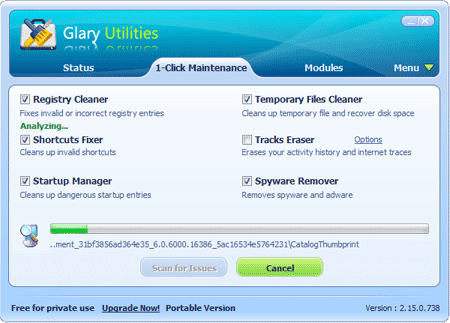 Glary Utilities
Status 1-Click Maintenance Modules Menu
Registry Cleaner
Fixes invalid or incorrect registry entries
Analyzing...
Temporary Files Cleaner
Cleans up temporary file and recover disk space
Shortcuts Fixer
Cleans up invalid shortcuts
Tracks Eraser Options
Erases your activity history and internet traces
Startup Manager
Cleans up dangerous startup entries
Spyware Remover
Removes spyware and adware
..ment_31bf3856ad364e35_6.0.6000.16386_5ac16534e5764231\CatalogThumbprint
Scan for Issues Cancel
Free for private use Upgrade Now! Portable Version Version : 2.15.0.738